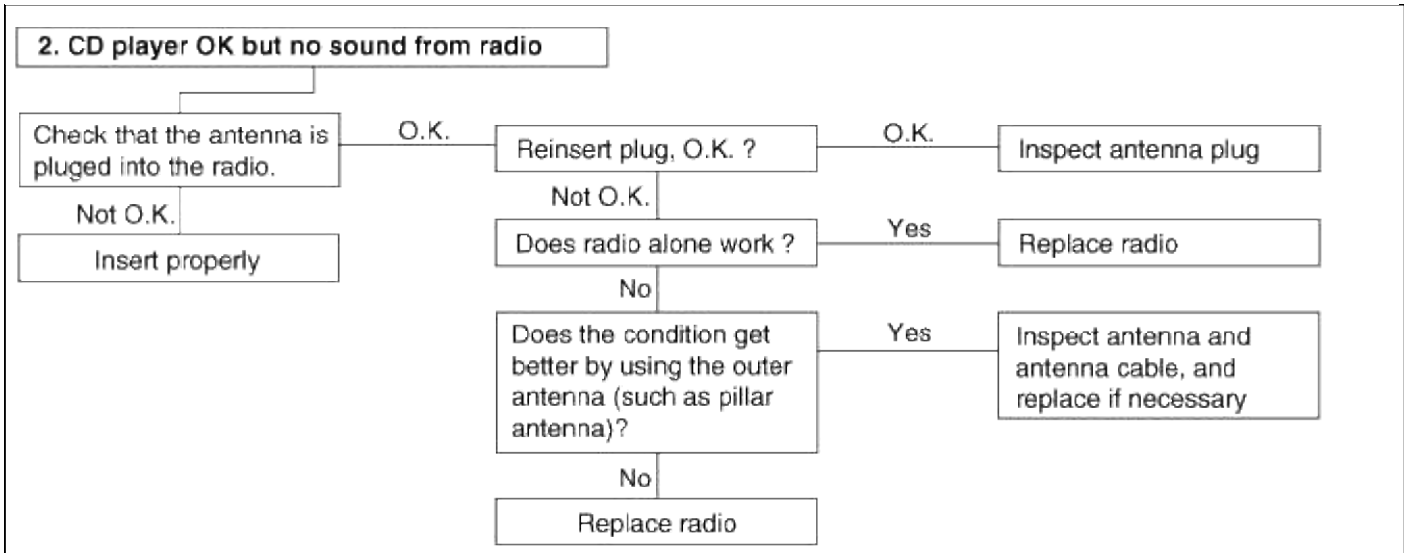 2. CD player OK but no sound from radio
Check that the antenna is
pluged into the radio.
O.K.
Reinsert plug, O.K. ?
O.K.
Inspect antenna plug
Not O.K.
Insert properly
Not O.K.
Does radio alone work ?
Yes
Replace radio
No
Does the condition get
better by using the outer
antenna (such as pillar
antenna)?
Yes
Inspect antenna and
antenna cable, and
replace if necessary
No
Replace radio